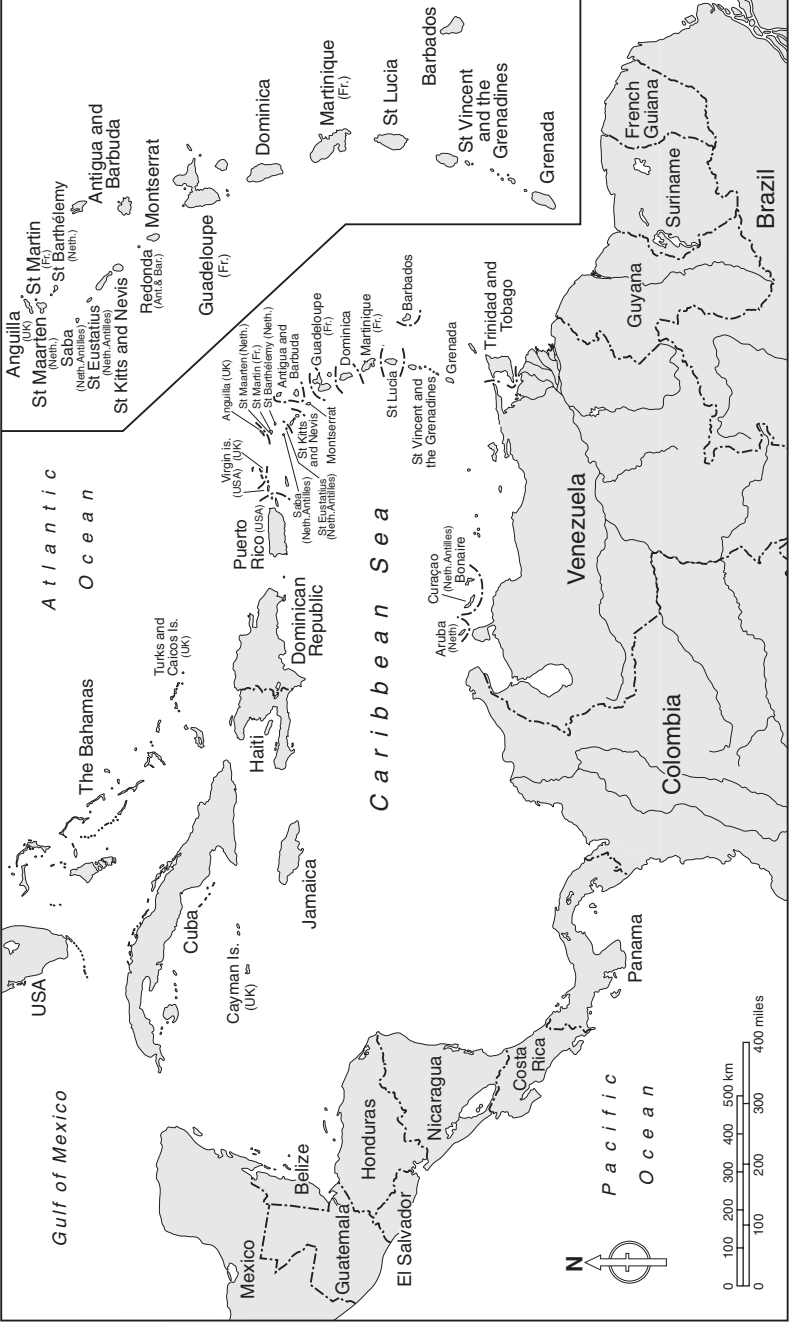 Gulf of Mexico
USA
The Bahamas
Atlantic
Ocean
Turks and
Caicos Is.
(UK)
Cuba
Cayman Is.
(UK)
Jamaica
Haiti
Dominican
Republic
Puerto
Rico (USA)
Virgin is.
(USA) (UK)
Anguilla (UK)
St Maarten (Neth.)
St Martin (Fr.)
St Barthélemy (Neth.)
Antigua and
Barbuda
Saba
(Neth.Antilles)
St Eustatius
(Neth.Antilles)
St Kitts
and Nevis
Montserrat
Guadeloupe
(Fr.)
Dominica
Martinique
(Fr.)
St Lucia
Barbados
St Vincent and
the Grenadines
Grenada
Trinidad and
Tobago
Caribbean Sea
Aruba
(Neth)
Curaçao
(Neth.Antilles)
Bonaire
Mexico
Belize
Guatemala
Honduras
El Salvador
Nicaragua
Costa
Rica
Panama
Colombia
Venezuela
Guyana
Suriname
French
Guiana
Brazil
Pacific
Ocean
N
0 100 200 300 400 500 km
0 100 200 300 400 miles
Anguilla
(UK)
St Martin
(Fr.)
St Maarten
St Barthélemy
(Neth.)
Saba
(Neth.Antilles)
St Eustatius
(Neth.Antilles)
St Kitts and Nevis
Antigua and
Barbuda
Redonda
(Ant.& Bar.)
Montserrat
Guadeloupe
(Fr.)
Dominica
Martinique
(Fr.)
St Lucia
Barbados
St Vincent
and the
Grenadines
Grenada